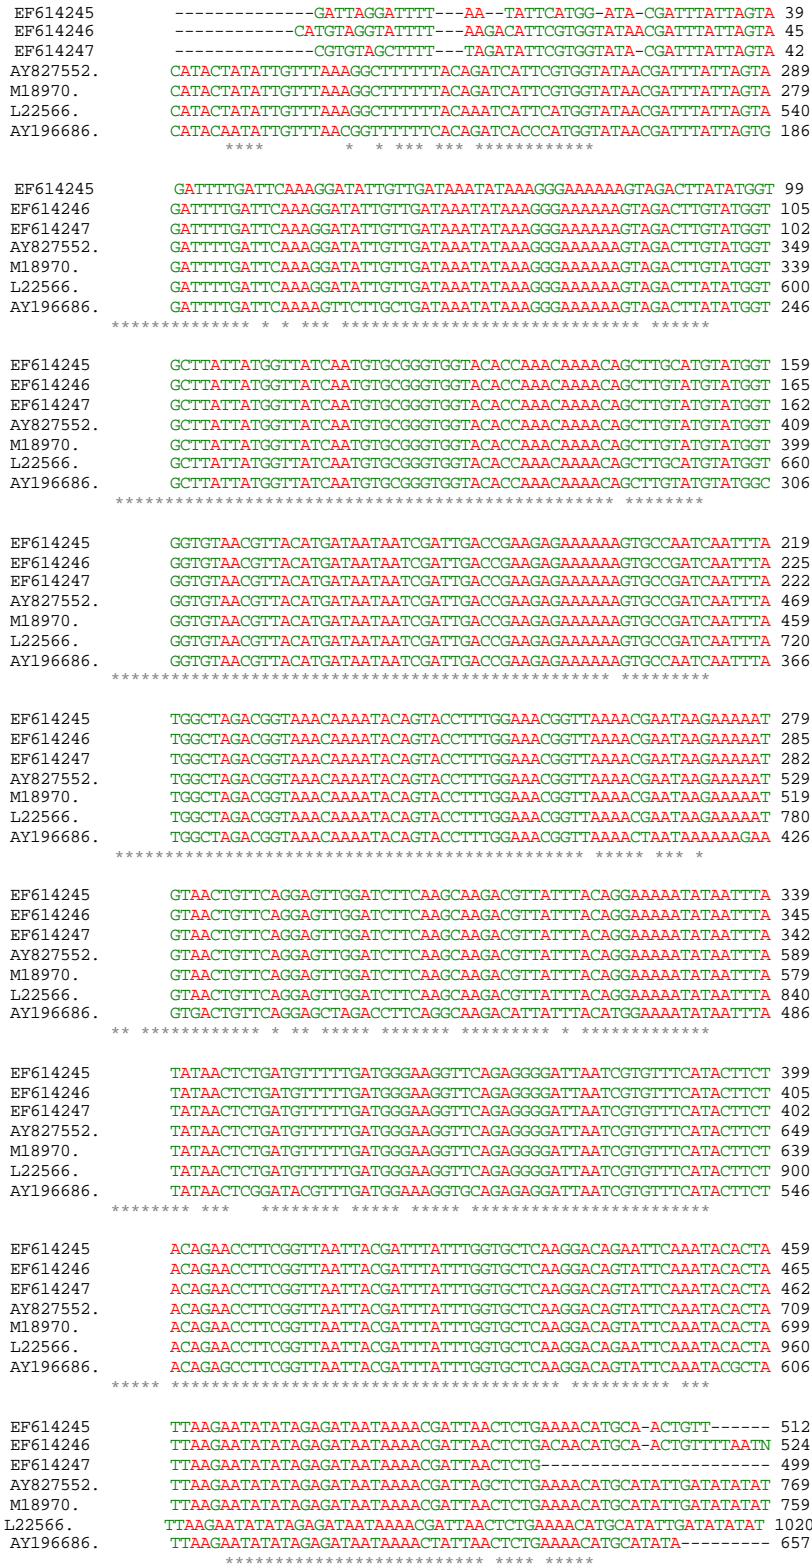 EF614245 --------------GATTAGGATTTT---AA--TATTCATGG-ATA-CGATTTATTAGTA 39
EF614246 ------------CATGTAGGTATTTT---AAGACATTCGTGGTATAACGATTTATTAGTA 45
EF614247 --------------CGTGTAGCTTTT---TAGATATTCGTGGTATA-CGATTTATTAGTA 42
AY827552. CATACTATATTGTTTAAAGGCTTTTTTACAGATCATTCGTGGTATAACGATTTATTAGTA 289
M18970. CATACTATATTGTTTAAAGGCTTTTTTACAGATCATTCGTGGTATAACGATTTATTAGTA 279
L22566. CATACTATATTGTTTAAAGGCTTTTTTACAAATCATTCATGGTATAACGATTTATTAGTA 540
AY196686. CATACAATATTGTTTAACGGTTTTTTCACAGATCACCCATGGTATAACGATTTATTAGTG 186
**** * * *** *** ************
EF614245 GATTTTGATTCAAAGGATATTGTTGATAAATATAAAGGGAAAAAAGTAGACTTATATGGT 99
EF614246 GATTTTGATTCAAAGGATATTGTTGATAAATATAAAGGGAAAAAAGTAGACTTGTATGGT 105
EF614247 GATTTTGATTCAAAGGATATTGTTGATAAATATAAAGGGAAAAAAGTAGACTTGTATGGT 102
AY827552. GATTTTGATTCAAAGGATATTGTTGATAAATATAAAGGGAAAAAAGTAGACTTGTATGGT 349
M18970. GATTTTGATTCAAAGGATATTGTTGATAAATATAAAGGGAAAAAAGTAGACTTGTATGGT 339
L22566. GATTTTGATTCAAAGGATATTGTTGATAAATATAAAGGGAAAAAAGTAGACTTATATGGT 600
AY196686. GATTTTGATTCAAAAGTTCTTGCTGATAAATATAAAGGGAAAAAAGTAGACTTATATGGT 246
************** * * *** ****************************** ******
EF614245 GCTTATTATGGTTATCAATGTGCGGGTGGTACACCAAACAAAACAGCTTGCATGTATGGT 159
EF614246 GCTTATTATGGTTATCAATGTGCGGGTGGTACACCAAACAAAACAGCTTGTATGTATGGT 165
EF614247 GCTTATTATGGTTATCAATGTGCGGGTGGTACACCAAACAAAACAGCTTGTATGTATGGT 162
AY827552. GCTTATTATGGTTATCAATGTGCGGGTGGTACACCAAACAAAACAGCTTGTATGTATGGT 409
M18970. GCTTATTATGGTTATCAATGTGCGGGTGGTACACCAAACAAAACAGCTTGTATGTATGGT 399
L22566. GCTTATTATGGTTATCAATGTGCGGGTGGTACACCAAACAAAACAGCTTGCATGTATGGT 660
AY196686. GCTTATTATGGTTATCAATGTGCGGGTGGTACACCAAACAAAACAGCTTGTATGTATGGC 306
************************************************** ********
EF614245 GGTGTAACGTTACATGATAATAATCGATTGACCGAAGAGAAAAAAGTGCCAATCAATTTA 219
EF614246 GGTGTAACGTTACATGATAATAATCGATTGACCGAAGAGAAAAAAGTGCCGATCAATTTA 225
EF614247 GGTGTAACGTTACATGATAATAATCGATTGACCGAAGAGAAAAAAGTGCCGATCAATTTA 222
AY827552. GGTGTAACGTTACATGATAATAATCGATTGACCGAAGAGAAAAAAGTGCCGATCAATTTA 469
M18970. GGTGTAACGTTACATGATAATAATCGATTGACCGAAGAGAAAAAAGTGCCGATCAATTTA 459
L22566. GGTGTAACGTTACATGATAATAATCGATTGACCGAAGAGAAAAAAGTGCCGATCAATTTA 720
AY196686. GGTGTAACGTTACATGATAATAATCGATTGACCGAAGAGAAAAAAGTGCCAATCAATTTA 366
************************************************** *********
EF614245 TGGCTAGACGGTAAACAAAATACAGTACCTTTGGAAACGGTTAAAACGAATAAGAAAAAT 279
EF614246 TGGCTAGACGGTAAACAAAATACAGTACCTTTGGAAACGGTTAAAACGAATAAGAAAAAT 285
EF614247 TGGCTAGACGGTAAACAAAATACAGTACCTTTGGAAACGGTTAAAACGAATAAGAAAAAT 282
AY827552. TGGCTAGACGGTAAACAAAATACAGTACCTTTGGAAACGGTTAAAACGAATAAGAAAAAT 529
M18970. TGGCTAGACGGTAAACAAAATACAGTACCTTTGGAAACGGTTAAAACGAATAAGAAAAAT 519
L22566. TGGCTAGACGGTAAACAAAATACAGTACCTTTGGAAACGGTTAAAACGAATAAGAAAAAT 780
AY196686. TGGCTAGACGGTAAACAAAATACAGTACCTTTGGAAACGGTTAAAACTAATAAAAAAGAA 426
*********************************************** ***** *** *
EF614245 GTAACTGTTCAGGAGTTGGATCTTCAAGCAAGACGTTATTTACAGGAAAAATATAATTTA 339
EF614246 GTAACTGTTCAGGAGTTGGATCTTCAAGCAAGACGTTATTTACAGGAAAAATATAATTTA 345
EF614247 GTAACTGTTCAGGAGTTGGATCTTCAAGCAAGACGTTATTTACAGGAAAAATATAATTTA 342
AY827552. GTAACTGTTCAGGAGTTGGATCTTCAAGCAAGACGTTATTTACAGGAAAAATATAATTTA 589
M18970. GTAACTGTTCAGGAGTTGGATCTTCAAGCAAGACGTTATTTACAGGAAAAATATAATTTA 579
L22566. GTAACTGTTCAGGAGTTGGATCTTCAAGCAAGACGTTATTTACAGGAAAAATATAATTTA 840
AY196686. GTGACTGTTCAGGAGCTAGACCTTCAGGCAAGACATTATTTACATGGAAAATATAATTTA 486
** ************ * ** ***** ******* ********* * *************
EF614245 TATAACTCTGATGTTTTTGATGGGAAGGTTCAGAGGGGATTAATCGTGTTTCATACTTCT 399
EF614246 TATAACTCTGATGTTTTTGATGGGAAGGTTCAGAGGGGATTAATCGTGTTTCATACTTCT 405
EF614247 TATAACTCTGATGTTTTTGATGGGAAGGTTCAGAGGGGATTAATCGTGTTTCATACTTCT 402
AY827552. TATAACTCTGATGTTTTTGATGGGAAGGTTCAGAGGGGATTAATCGTGTTTCATACTTCT 649
M18970. TATAACTCTGATGTTTTTGATGGGAAGGTTCAGAGGGGATTAATCGTGTTTCATACTTCT 639
L22566. TATAACTCTGATGTTTTTGATGGGAAGGTTCAGAGGGGATTAATCGTGTTTCATACTTCT 900
AY196686. TATAACTCGGATACGTTTGATGGAAAGGTGCAGAGAGGATTAATCGTGTTTCATACTTCT 546
******** *** ******** ***** ***** ************************
EF614245 ACAGAACCTTCGGTTAATTACGATTTATTTGGTGCTCAAGGACAGAATTCAAATACACTA 459
EF614246 ACAGAACCTTCGGTTAATTACGATTTATTTGGTGCTCAAGGACAGTATTCAAATACACTA 465
EF614247 ACAGAACCTTCGGTTAATTACGATTTATTTGGTGCTCAAGGACAGTATTCAAATACACTA 462
AY827552. ACAGAACCTTCGGTTAATTACGATTTATTTGGTGCTCAAGGACAGTATTCAAATACACTA 709
M18970. ACAGAACCTTCGGTTAATTACGATTTATTTGGTGCTCAAGGACAGTATTCAAATACACTA 699
L22566. ACAGAACCTTCGGTTAATTACGATTTATTTGGTGCTCAAGGACAGAATTCAAATACACTA 960
AY196686. ACAGAGCCTTCGGTTAATTACGATTTATTTGGTGCTCAAGGACAGTATTCAAATACGCTA 606
***** *************************************** ********** ***
EF614245 TTAAGAATATATAGAGATAATAAAACGATTAACTCTGAAAACATGCA-ACTGTT------ 512
EF614246 TTAAGAATATATAGAGATAATAAAACGATTAACTCTGACAACATGCA-ACTGTTTTAATN 524
EF614247 TTAAGAATATATAGAGATAATAAAACGATTAACTCTG----------------------- 499
AY827552. TTAAGAATATATAGAGATAATAAAACGATTAGCTCTGAAAACATGCATATTGATATATAT 769
M18970. TTAAGAATATATAGAGATAATAAAACGATTAACTCTGAAAACATGCATATTGATATATAT 759
L22566. TTAAGAATATATAGAGATAATAAAACGATTAACTCTGAAAACATGCATATTGATATATAT 1020
AY196686. TTAAGAATATATAGAGATAATAAAACTATTAACTCTGAAAACATGCATATA--------- 657
************************** **** *****